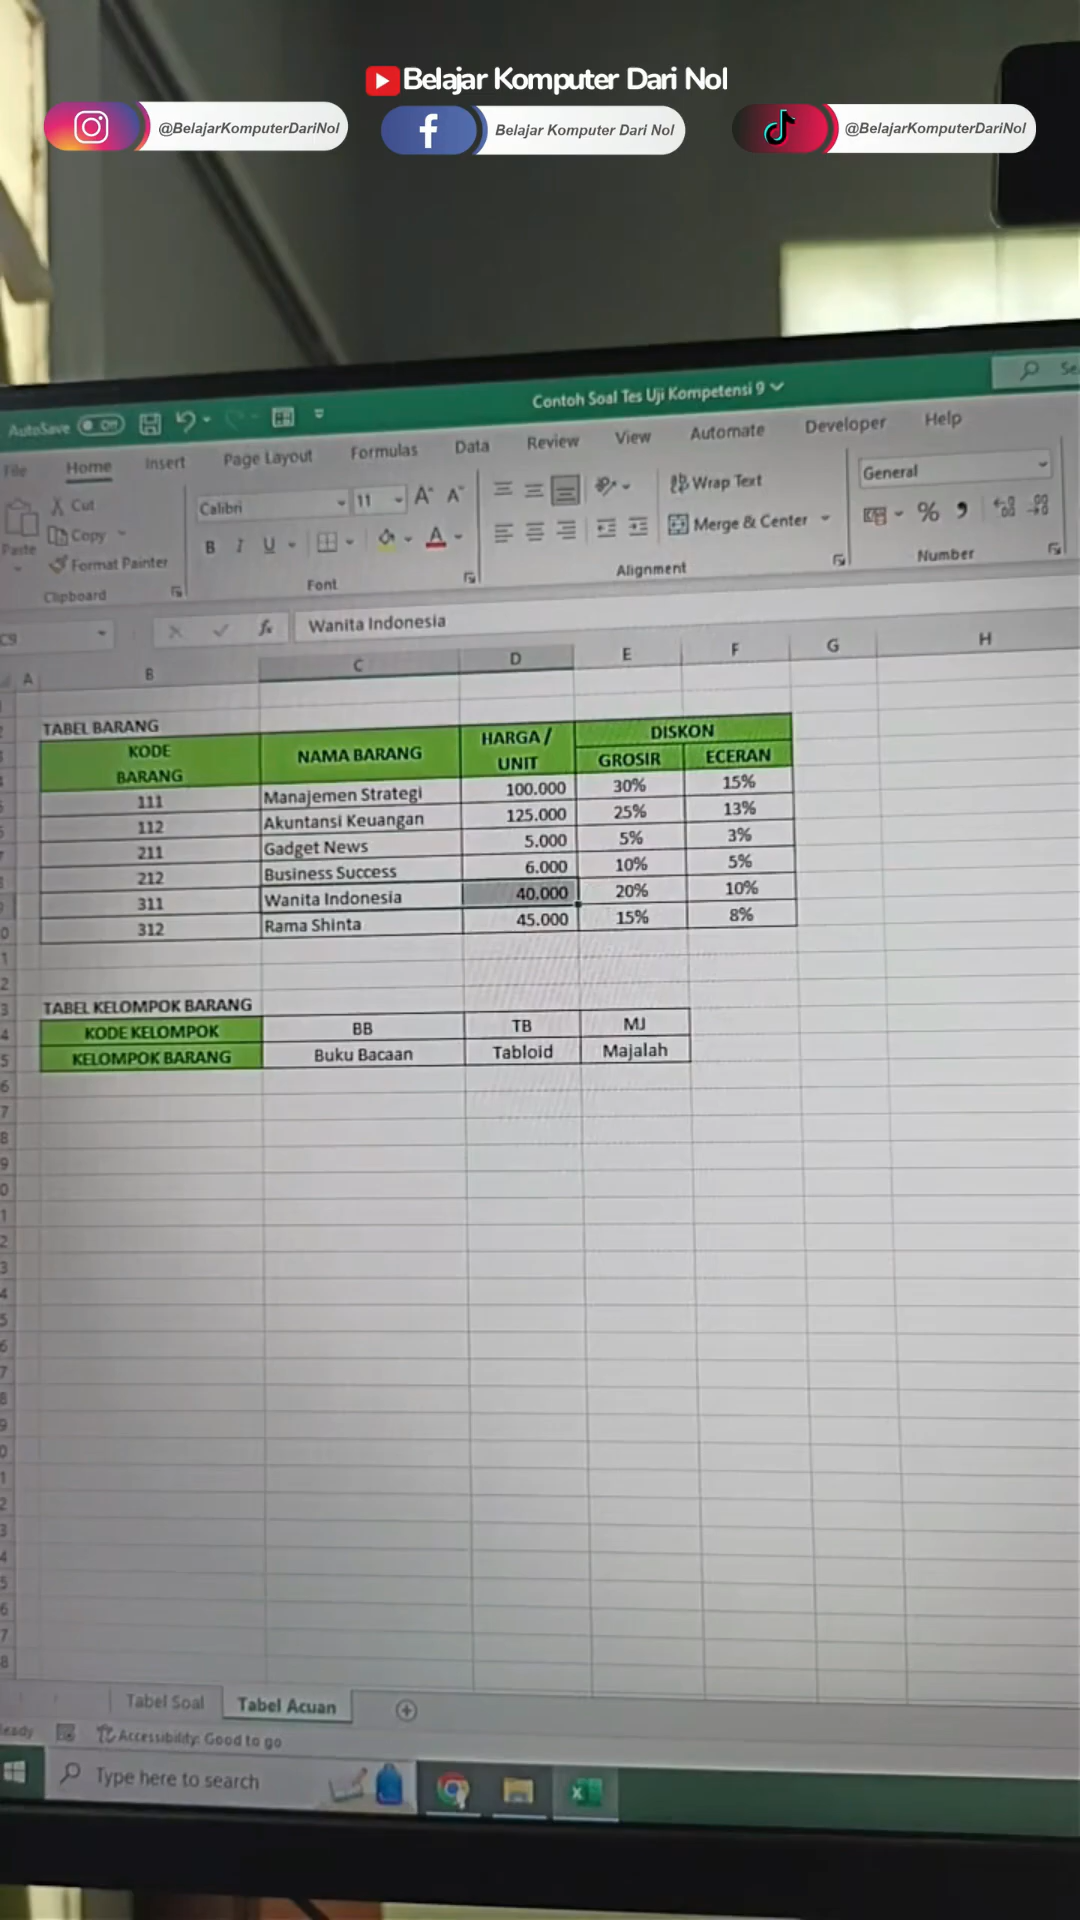 Belajar Komputer Dari Nol
@BelajarKomputerDariNol
Belajar Komputer Dari Nol
@BelajarKomputerDariNol
AutoSave Off
Contoh Soal Tes Uji Kompetensi 9
File Home Insert Page Layout Formulas Data Review View Automate Developer Help
Paste
Cut
Copy
Format Painter
Clipboard
Calibri 11
B I U
Font
Wrap Text
Merge & Center
Alignment
General
Number
C9
fx
Wanita Indonesia
A B C D E F G H
TABEL BARANG
KODE BARANG NAMA BARANG HARGA / UNIT DISKON
GROSIR ECERAN
111 Manajemen Strategi 100.000 30% 15%
112 Akuntansi Keuangan 125.000 25% 13%
211 Gadget News 5.000 5% 3%
212 Business Success 6.000 10% 5%
311 Wanita Indonesia 40.000 20% 10%
312 Rama Shinta 45.000 15% 8%
TABEL KELOMPOK BARANG
KODE KELOMPOK BB TB MJ
KELOMPOK BARANG Buku Bacaan Tabloid Majalah
Tabel Soal Tabel Acuan
Accessibility: Good to go
Type here to search